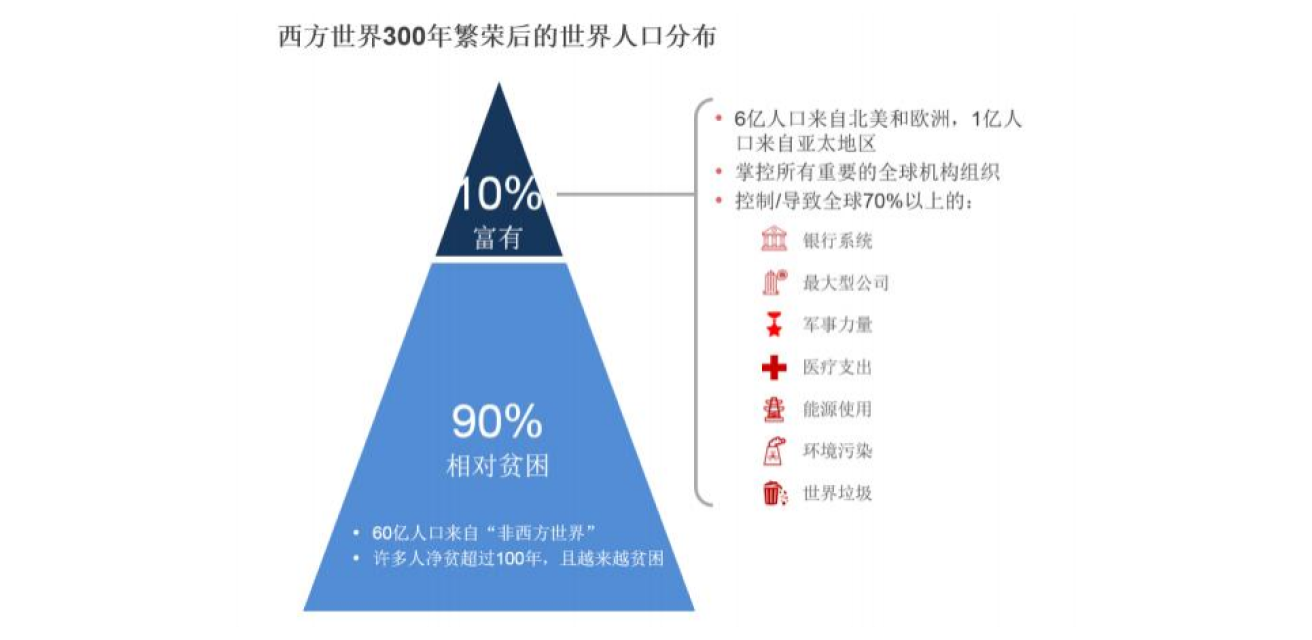 西方世界300年繁荣后的世界人口分布
10%
富有
90%
相对贫困
• 60亿人口来自“非西方世界”
• 许多人净贫超过100年，且越来越贫困
• 6亿人口来自北美和欧洲，1亿人
口来自亚太地区
• 掌控所有重要的全球机构组织
• 控制/导致全球70%以上的：
银行系统
最大型公司
军事力量
医疗支出
能源使用
环境污染
世界垃圾